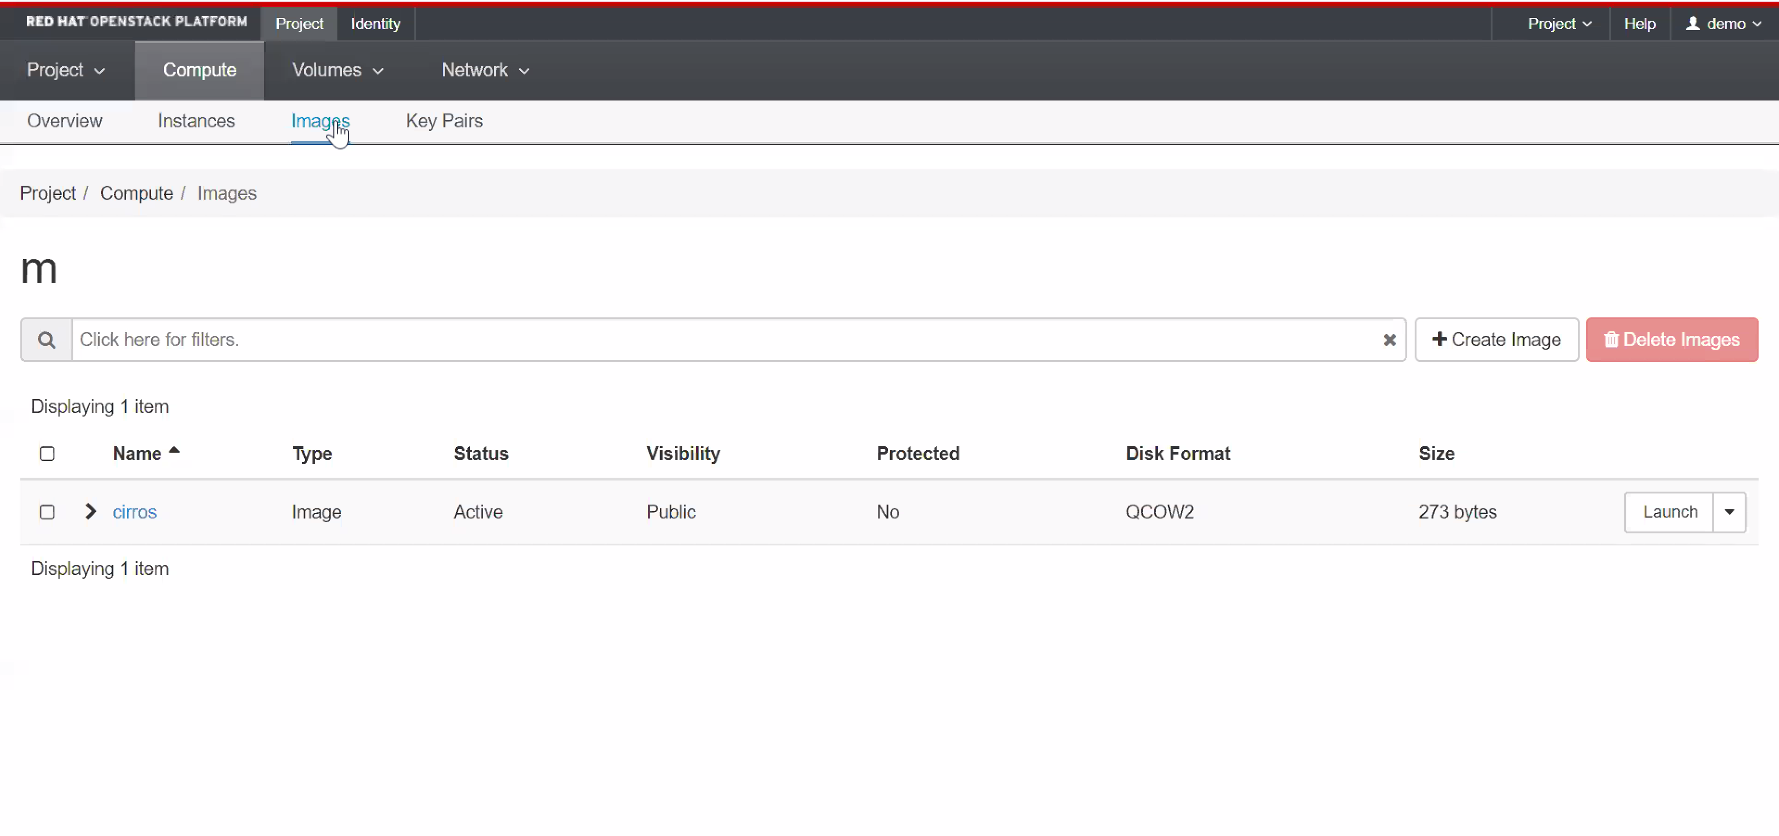 RED HAT OPENSTACK PLATFORM Project Identity Project Help demo
Project Compute Volumes Network
Overview Instances Images Key Pairs
Project / Compute / Images
m
Click here for filters. Create Image Delete Images
Displaying 1 item
Name Type Status Visibility Protected Disk Format Size
cirros Image Active Public No QCOW2 273 bytes Launch
Displaying 1 item